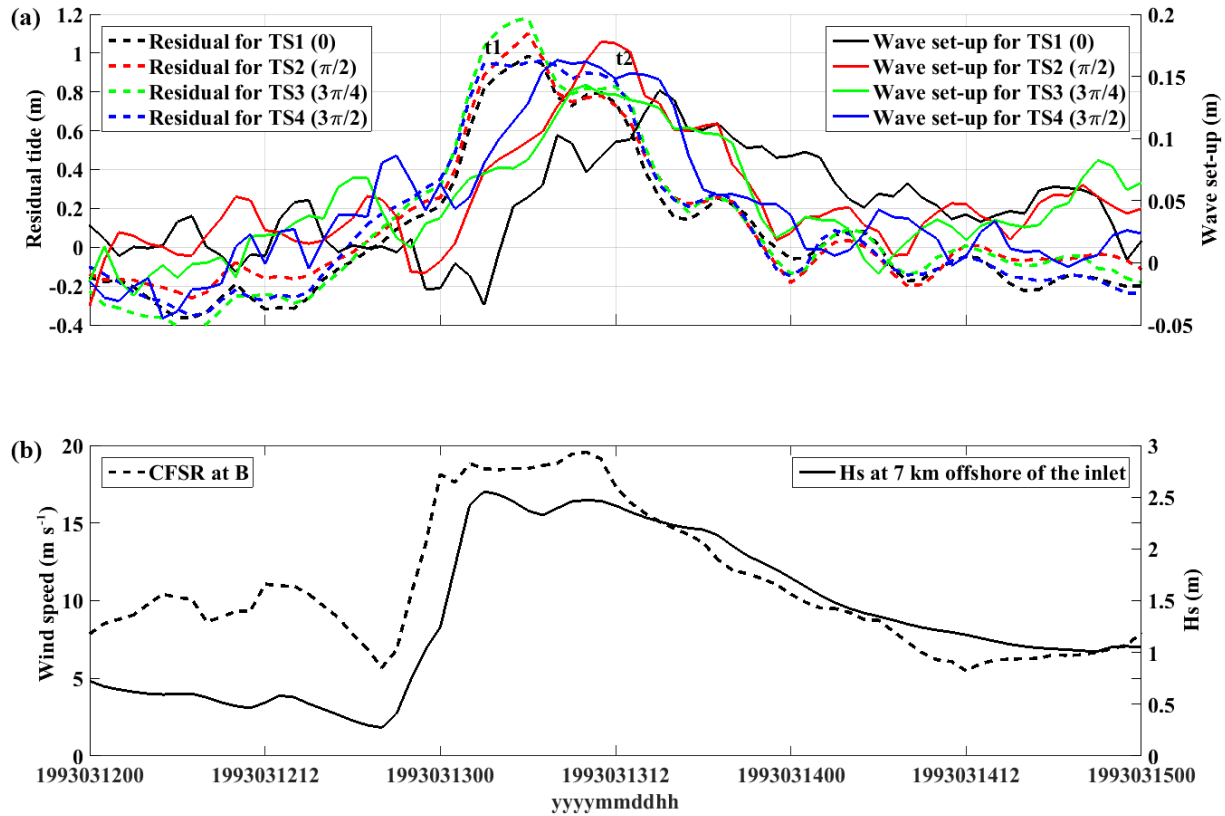 (a)
1.2
1
0.8
0.6
0.4
0.2
0
-0.2
-0.4
Residual tide (m)
Residual for TS1 (0)
Residual for TS2 (π/2)
Residual for TS3 (3π/4)
Residual for TS4 (3π/2)
t1
t2
Wave set-up for TS1 (0)
Wave set-up for TS2 (π/2)
Wave set-up for TS3 (3π/4)
Wave set-up for TS4 (3π/2)
0.2
0.15
0.1
0.05
0
-0.05
Wave set-up (m)
(b)
20
15
10
5
0
Wind speed (m s⁻¹)
CFSR at B
Hs at 7 km offshore of the inlet
3
2.5
2
1.5
1
0.5
0
Hs (m)
1993031200 1993031212 1993031300 1993031312 1993031400 1993031412 1993031500
yyyymmddhh